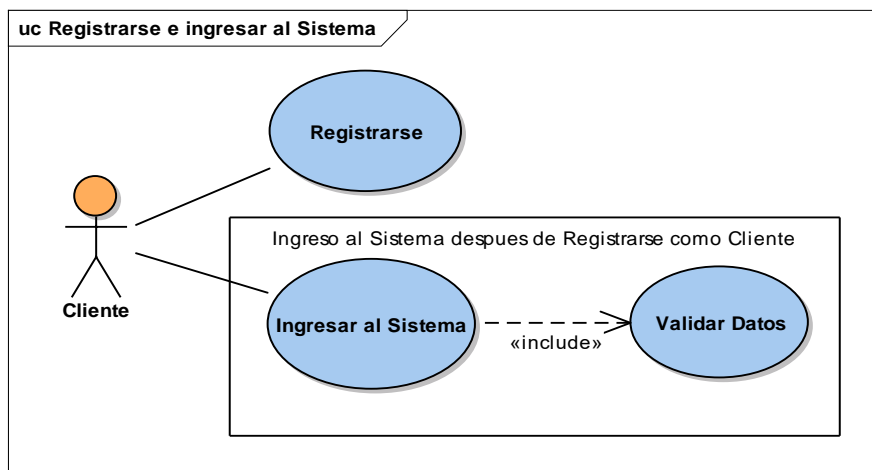 uc Registrarse e ingresar al Sistema
Registrarse
Ingreso al Sistema despues de Registrarse como Cliente
Cliente
Ingresar al Sistema
«include»
Validar Datos